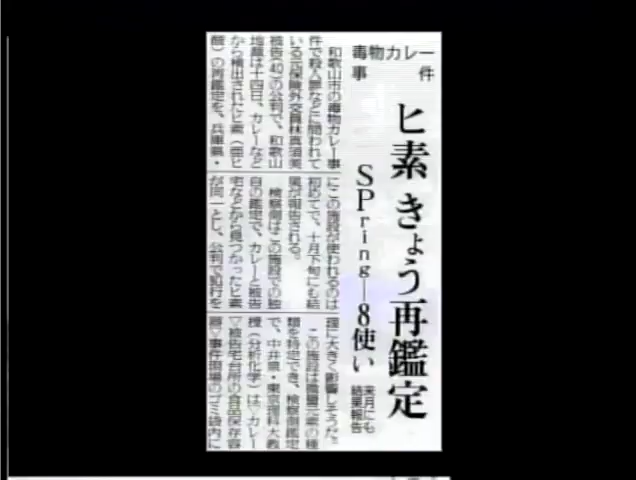 毒物カレー
事件
ヒ素きょう再鑑定
SPring―8使い
来月にも
結果報告
和歌山市の毒物カレー事
件で殺人罪などに問われて
いる元保険外交員林真須美
被告(40)の公判で、和歌山
地裁は十四日、カレーなど
から検出されたヒ素(亜ヒ
酸)の再鑑定を、兵庫県・
にこの施設が使われるのは
初めてで、十月下旬にも結
果が報告される。
検察側はこの施設での独
自の鑑定で、カレーと被告
宅などから見つかったヒ素
が同一とし、公判で犯行を
理に大きく影響しそうだ。
この施設は微量元素の種
類を特定でき、検察側鑑定
で、中井泉・東京理科大教
授(分析化学)は▽カレー
▽被告宅台所の食品保存容
器▽事件現場のゴミ袋内に